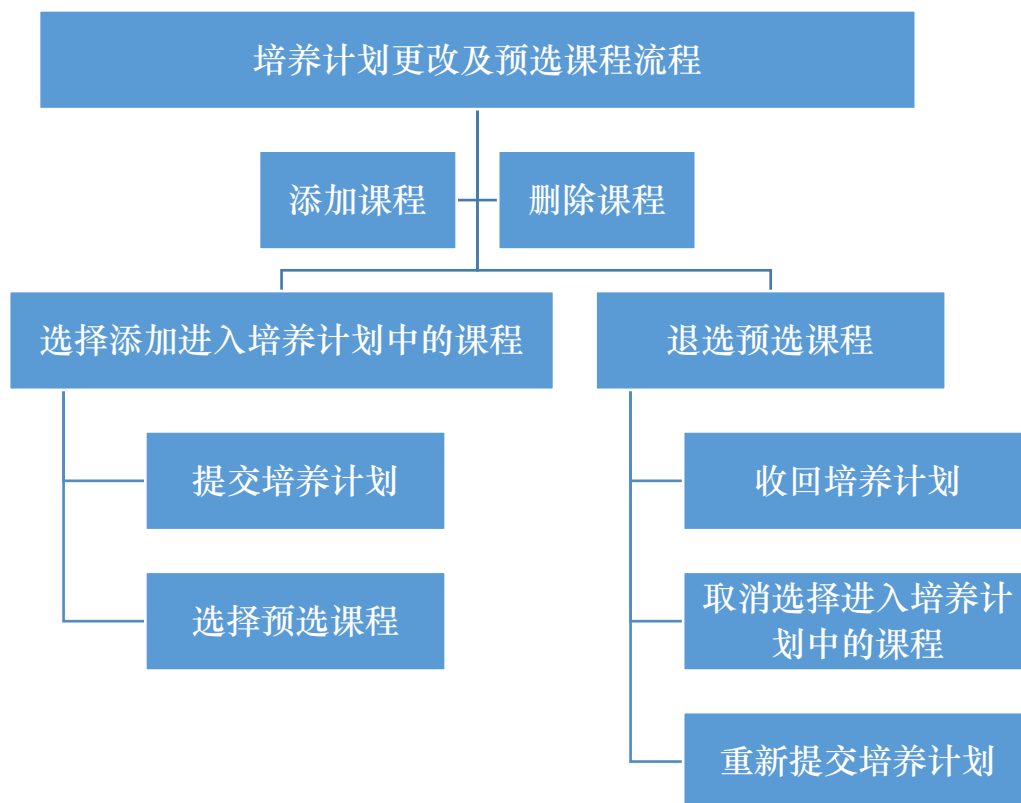 培养计划更改及预选课程流程
添加课程
删除课程
选择添加进入培养计划中的课程
退选预选课程
提交培养计划
收回培养计划
选择预选课程
取消选择进入培养计
划中的课程
重新提交培养计划